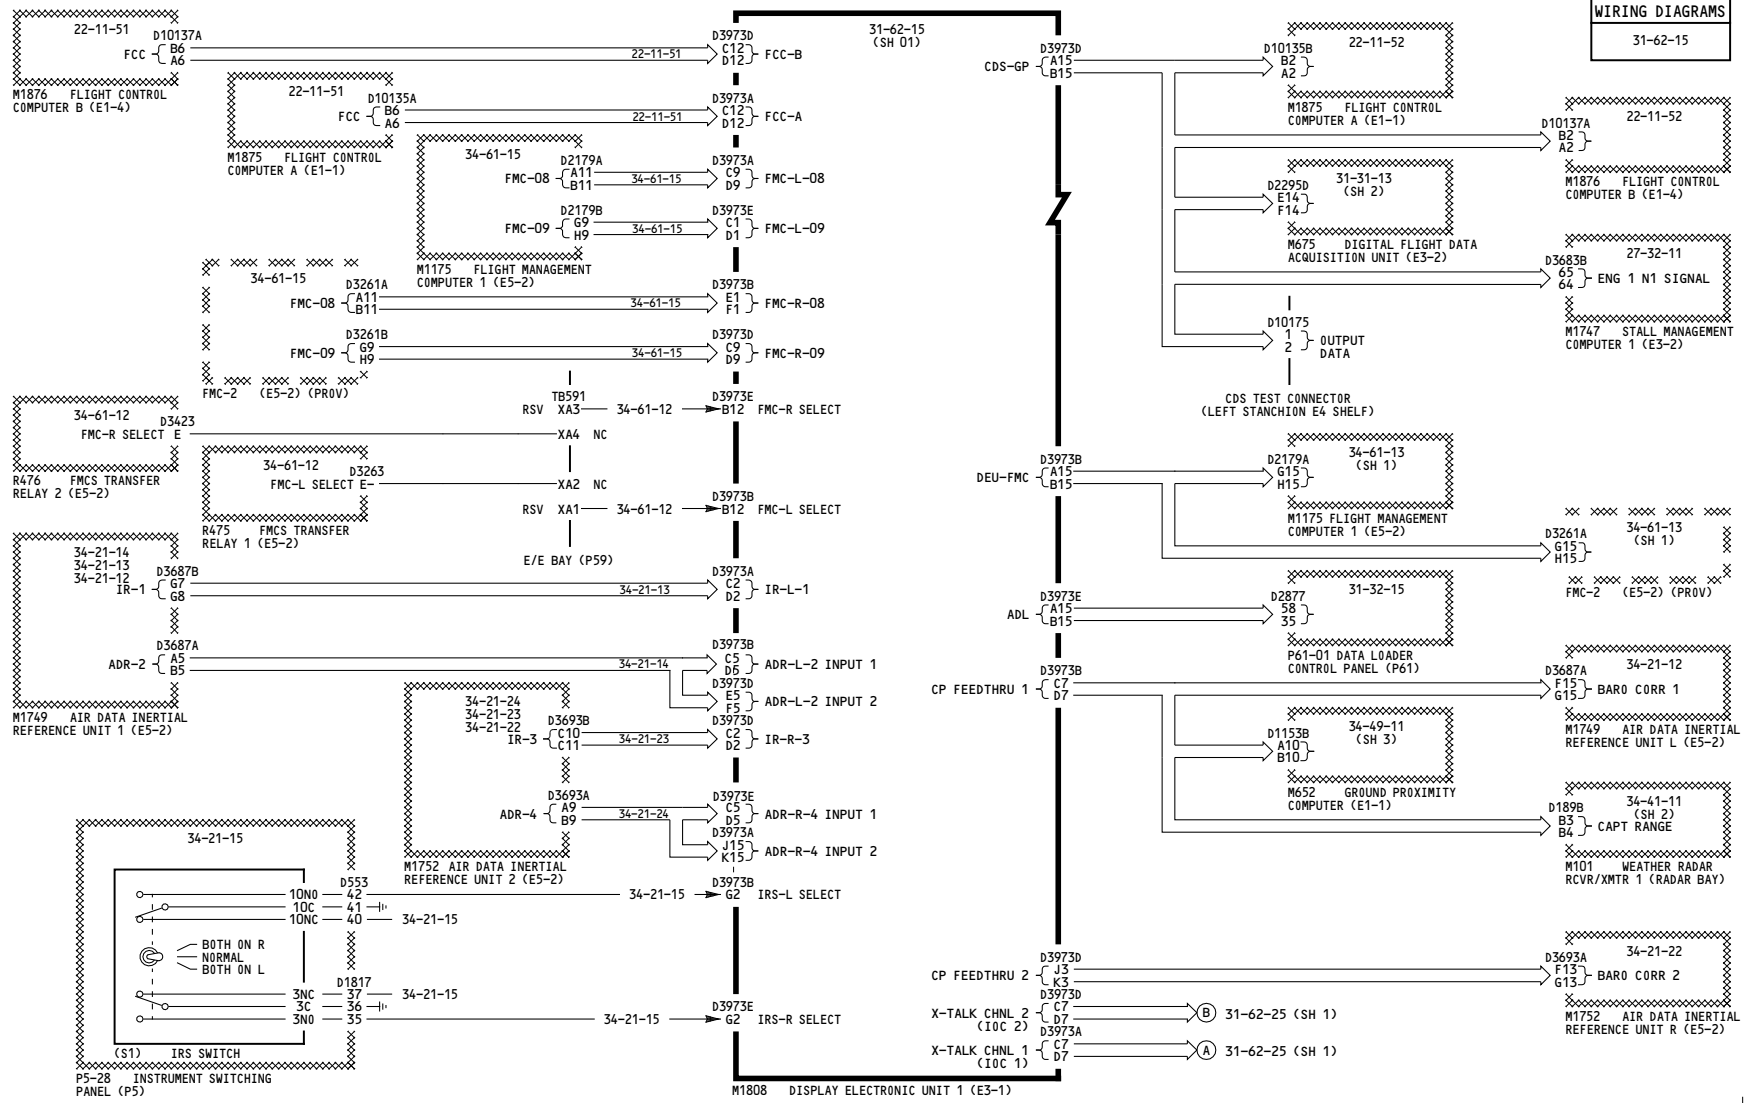 WIRING DIAGRAMS
31-62-15
22-11-51
D10137A
FCC B6
A6
M1876 FLIGHT CONTROL
COMPUTER B (E1-4)
22-11-51
D3973D
C12
D12
FCC-B
22-11-51
D10135A
FCC B6
A6
M1875 FLIGHT CONTROL
COMPUTER A (E1-1)
22-11-51
D3973A
C12
D12
FCC-A
34-61-15
D2179A
FMC-08 A11
B11
34-61-15
D3973A
C9
D9
FMC-L-08
D2179B
FMC-09 G9
H9
34-61-15
D3973E
C1
D1
FMC-L-09
M1175 FLIGHT MANAGEMENT
COMPUTER 1 (E5-2)
34-61-15
D3261A
FMC-08 A11
B11
34-61-15
D3973B
E1
F1
FMC-R-08
D3261B
FMC-09 G9
H9
34-61-15
D3973D
C9
D9
FMC-R-09
FMC-2 (E5-2) (PROV)
TB591
RSV XA3 34-61-12
D3973E
B12 FMC-R SELECT
34-61-12
D3423
FMC-R SELECT E
XA4 NC
R476 FMCS TRANSFER
RELAY 2 (E5-2)
34-61-12
D3263
FMC-L SELECT E
XA2 NC
R475 FMCS TRANSFER
RELAY 1 (E5-2)
RSV XA1 34-61-12
D3973B
B12 FMC-L SELECT
E/E BAY (P59)
34-21-14
34-21-13
34-21-12
D3687B
IR-1 G7
G8
34-21-13
D3973A
C2
D2
IR-L-1
D3687A
ADR-2 A5
B5
34-21-14
D3973B
C5
D6
ADR-L-2 INPUT 1
D3973D
E5
F5
ADR-L-2 INPUT 2
M1749 AIR DATA INERTIAL
REFERENCE UNIT 1 (E5-2)
34-21-24
34-21-23
34-21-22
D3693B
IR-3 C10
C11
34-21-23
D3973D
C2
D2
IR-R-3
D3693A
ADR-4 A9
B9
34-21-24
D3973E
C5
D5
ADR-R-4 INPUT 1
D3973A
J15
K15
ADR-R-4 INPUT 2
M1752 AIR DATA INERTIAL
REFERENCE UNIT 2 (E5-2)
34-21-15
D553
10NO 42 34-21-15
D3973B
G2 IRS-L SELECT
10C 41
10NC 40 34-21-15
BOTH ON R
NORMAL
BOTH ON L
D1817
3NC 37 34-21-15
3C 36
3NO 35 34-21-15
D3973E
G2 IRS-R SELECT
(S1) IRS SWITCH
P5-28 INSTRUMENT SWITCHING
PANEL (P5)
31-62-15
(SH 01)
M1808 DISPLAY ELECTRONIC UNIT 1 (E3-1)
CDS-GP
D3973D
A15
B15
22-11-52
D10135B
B2
A2
M1875 FLIGHT CONTROL
COMPUTER A (E1-1)
22-11-52
D10137A
B2
A2
M1876 FLIGHT CONTROL
COMPUTER B (E1-4)
31-31-13
(SH 2)
D2295D
E14
F14
M675 DIGITAL FLIGHT DATA
ACQUISITION UNIT (E3-2)
27-32-11
D3683B
65
64
ENG 1 N1 SIGNAL
M1747 STALL MANAGEMENT
COMPUTER 1 (E3-2)
D10175
1
2
OUTPUT
DATA
CDS TEST CONNECTOR
(LEFT STANCHION E4 SHELF)
DEU-FMC
D3973B
A15
B15
34-61-13
(SH 1)
D2179A
G15
H15
M1175 FLIGHT MANAGEMENT
COMPUTER 1 (E5-2)
34-61-13
(SH 1)
D3261A
G15
H15
FMC-2 (E5-2) (PROV)
ADL
D3973E
A15
B15
31-32-15
D2877
58
35
P61-01 DATA LOADER
CONTROL PANEL (P61)
CP FEEDTHRU 1
D3973B
C7
D7
34-21-12
D3687A
F15
G15
BARO CORR 1
M1749 AIR DATA INERTIAL
REFERENCE UNIT L (E5-2)
34-49-11
(SH 3)
D1153B
A10
B10
M652 GROUND PROXIMITY
COMPUTER (E1-1)
34-41-11
(SH 2)
D189B
B3
B4
CAPT RANGE
M101 WEATHER RADAR
RCVR/XMTR 1 (RADAR BAY)
CP FEEDTHRU 2
D3973D
J3
K3
34-21-22
D3693A
F13
G13
BARO CORR 2
M1752 AIR DATA INERTIAL
REFERENCE UNIT R (E5-2)
X-TALK CHNL 2
(IOC 2)
D3973D
C7
D7
B 31-62-25 (SH 1)
X-TALK CHNL 1
(IOC 1)
D3973A
C7
D7
A 31-62-25 (SH 1)